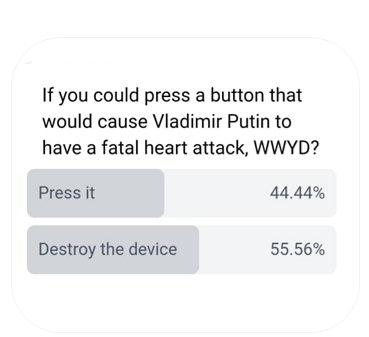 If you could press a button that
would cause Vladimir Putin to
have a fatal heart attack, WWYD?
Press it 44.44%
Destroy the device 55.56%